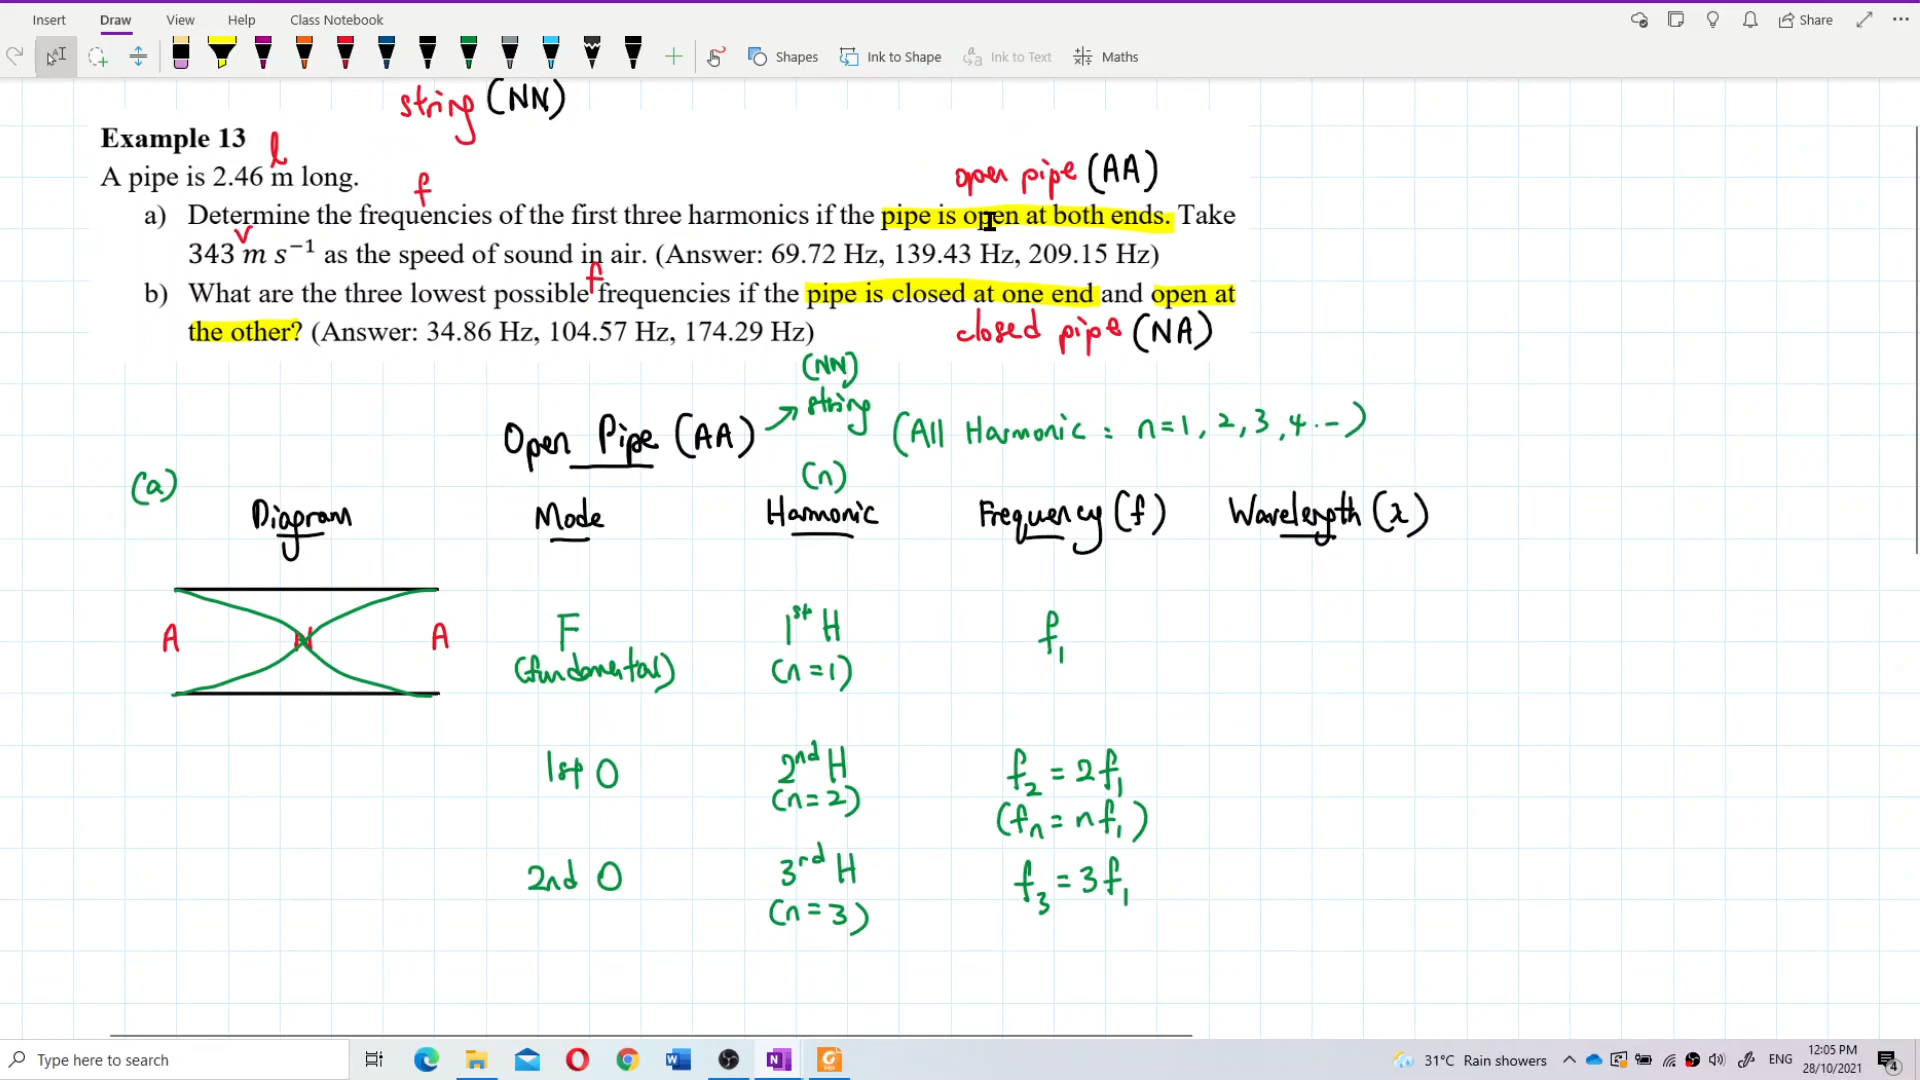 Insert Draw View Help Class Notebook Share
Shapes Ink to Shape Ink to Text Maths
string (NN)
Example 13
l
A pipe is 2.46 m long.
f
open pipe (AA)
a) Determine the frequencies of the first three harmonics if the pipe is open at both ends. Take
v
343 m s⁻¹ as the speed of sound in air. (Answer: 69.72 Hz, 139.43 Hz, 209.15 Hz)
f
b) What are the three lowest possible frequencies if the pipe is closed at one end and open at
the other? (Answer: 34.86 Hz, 104.57 Hz, 174.29 Hz)
closed pipe (NA)
(NN)
string
Open Pipe (AA) → (All Harmonic : n=1, 2, 3, 4 ...)
(a)
(n)
Diagram Mode Harmonic Frequency (f) Wavelength (λ)
A N A
F 1st H f₁
(fundamental) (n=1)
1st O 2nd H f₂ = 2f₁
(n=2) (fₙ = nf₁)
2nd O 3rd H f₃ = 3f₁
(n=3)
Type here to search
31°C Rain showers ENG 12:05 PM
28/10/2021
4